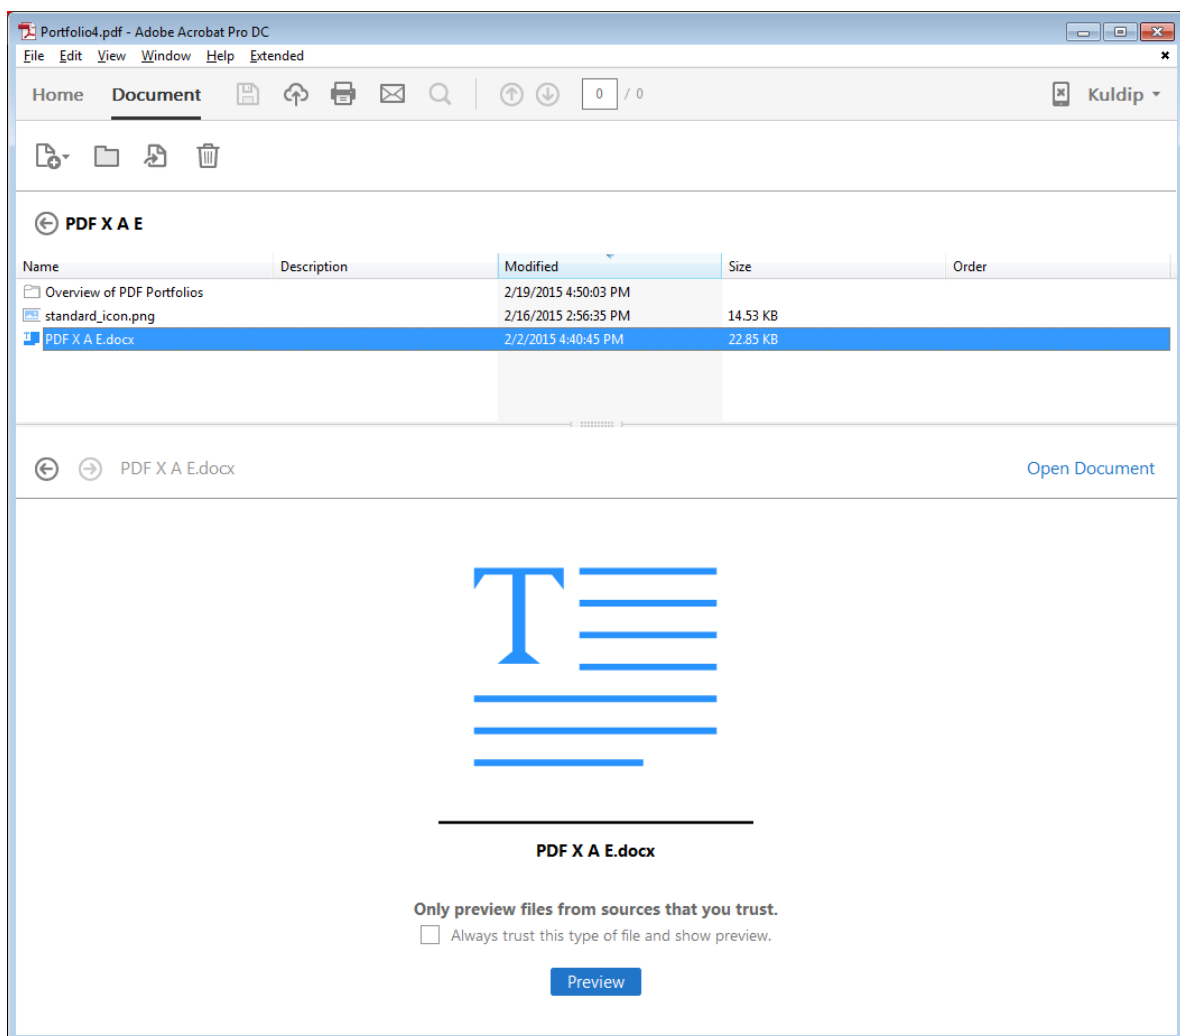 Portfolio4.pdf - Adobe Acrobat Pro DC
File Edit View Window Help Extended
Home Document 0 / 0 Kuldip
PDF X A E
Name Description Modified Size Order
Overview of PDF Portfolios 2/19/2015 4:50:03 PM
standard_icon.png 2/16/2015 2:56:35 PM 14.53 KB
PDF X A E.docx 2/2/2015 4:40:45 PM 22.85 KB
PDF X A E.docx Open Document
T
PDF X A E.docx
Only preview files from sources that you trust.
Always trust this type of file and show preview.
Preview